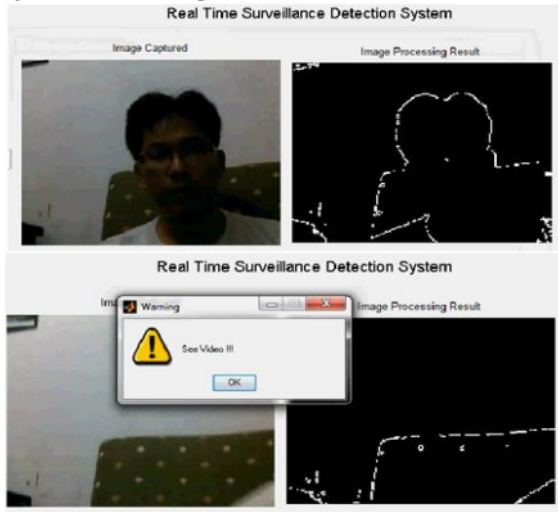 Real Time Surveillance Detection System
Image Captured
Image Processing Result
Real Time Surveillance Detection System
Image Processing Result
Warning
See Video !!!
OK